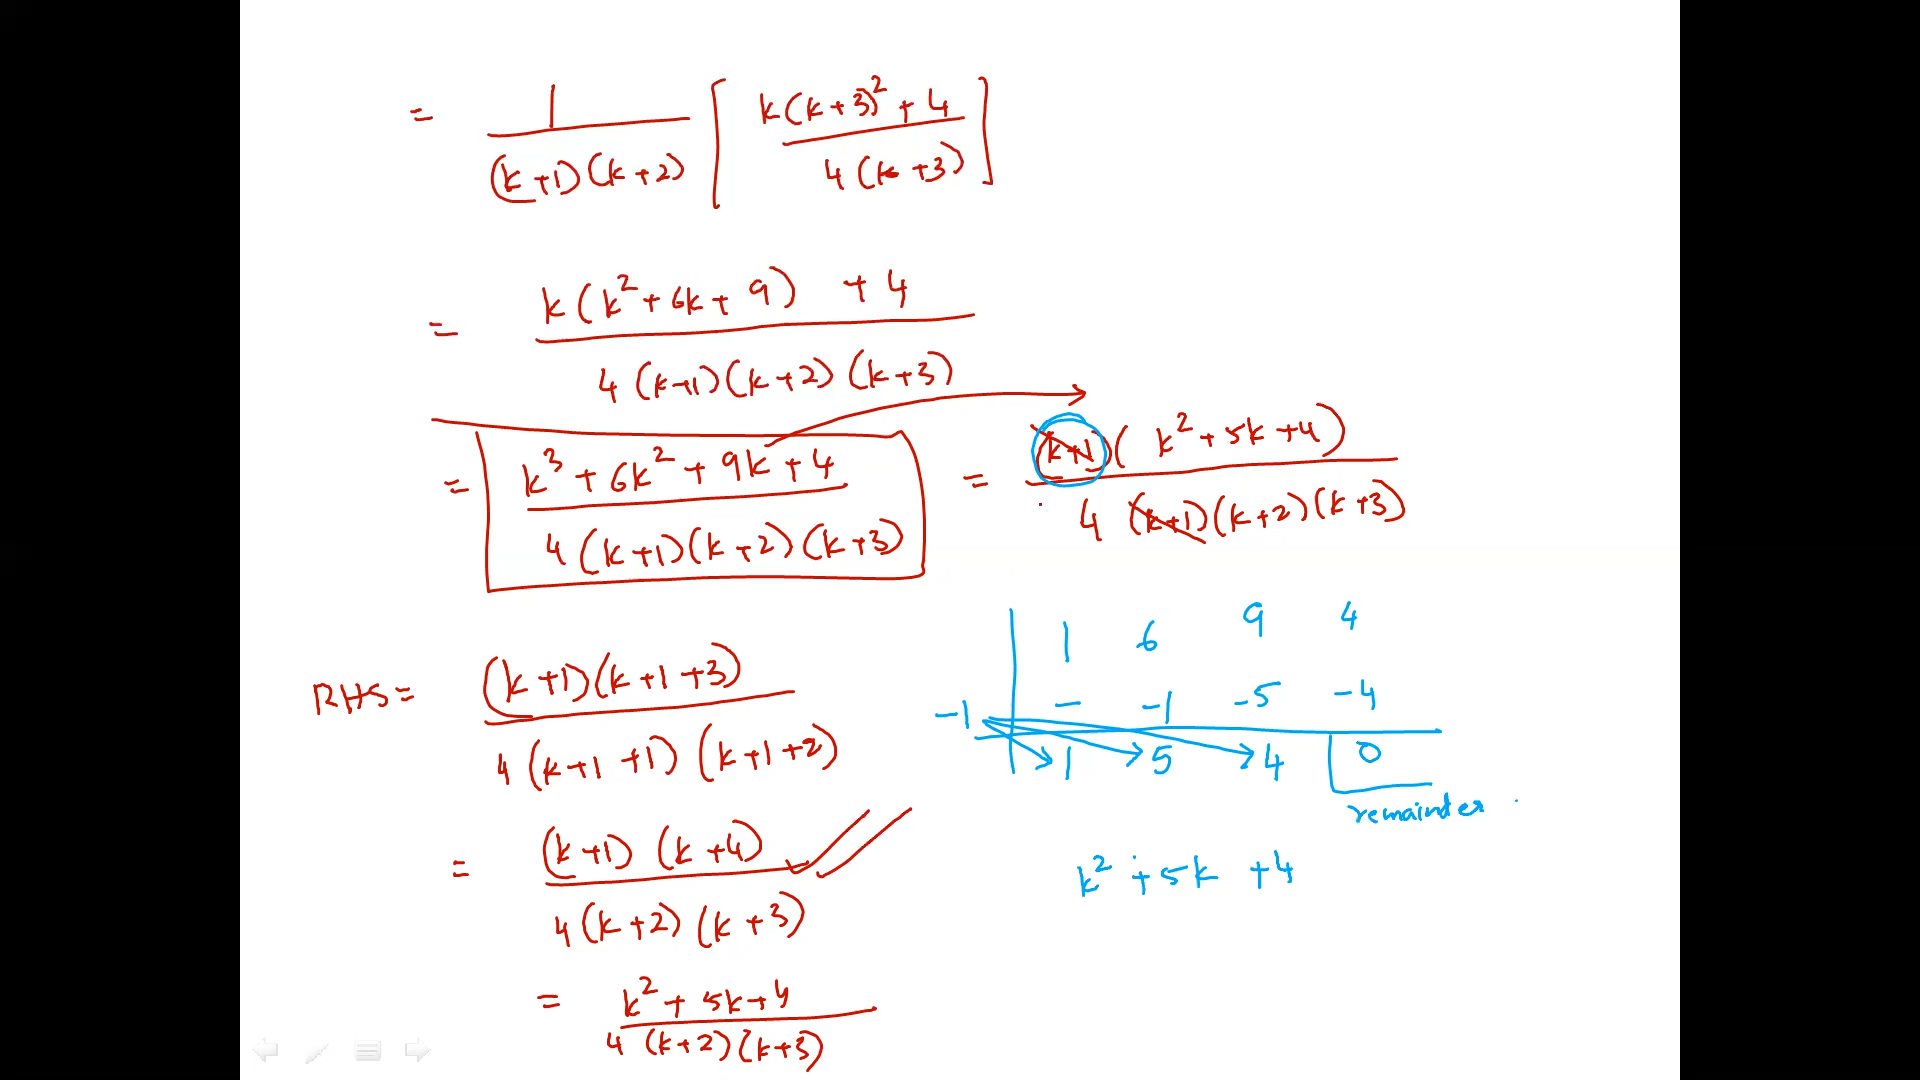 = 1 / (k+1)(k+2) [ k(k+3)² + 4 / 4(k+3) ]
= k(k²+6k+9) + 4 / 4(k+1)(k+2)(k+3)
= k³ + 6k² + 9k + 4 / 4(k+1)(k+2)(k+3) = (k+1)(k²+5k+4) / 4(k+1)(k+2)(k+3)
1 6 9 4
-1 – -1 -5 -4
1 5 4 0
remainder
k² + 5k + 4
RHS = (k+1)(k+1+3) / 4(k+1+1)(k+1+2)
= (k+1)(k+4) / 4(k+2)(k+3)
= k² + 5k + 4 / 4(k+2)(k+3)